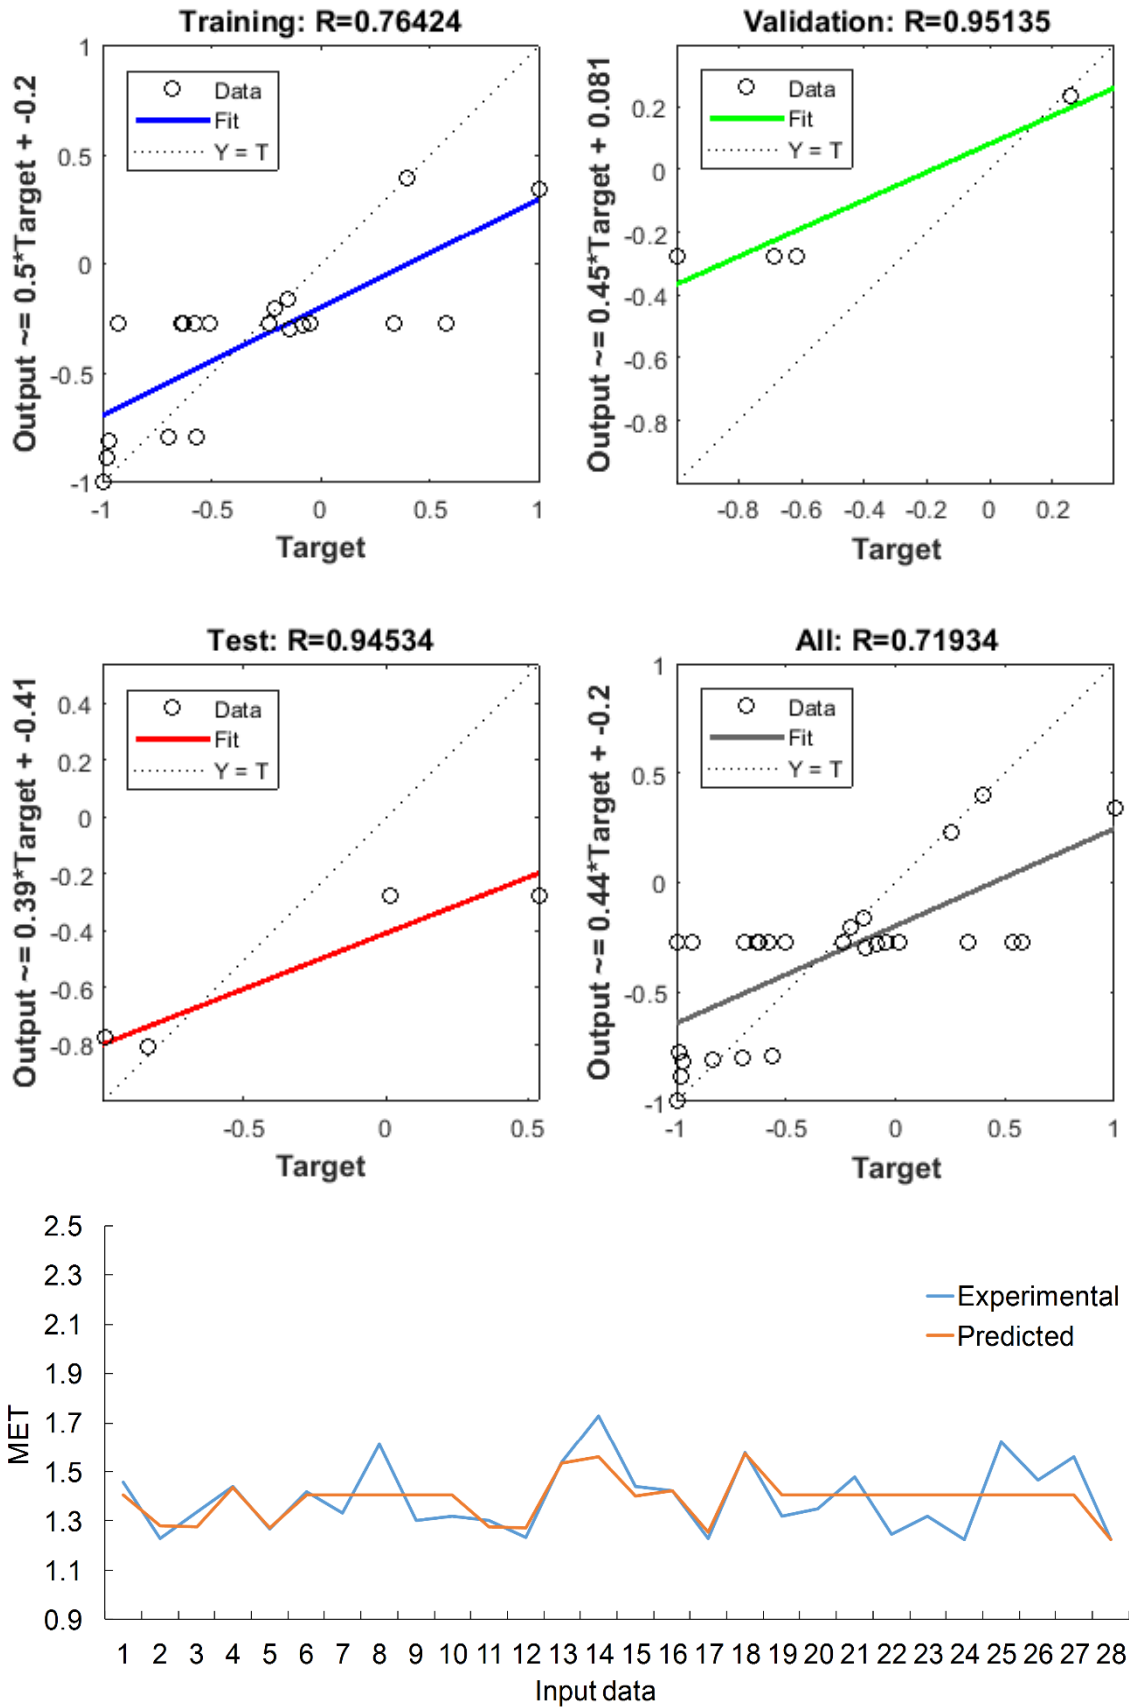 Training: R=0.76424
Output ~= 0.5*Target + -0.2
1
0.5
0
-0.5
-1
Data
Fit
Y = T
-1 -0.5 0 0.5 1
Target
Validation: R=0.95135
Output ~= 0.45*Target + 0.081
0.2
0
-0.2
-0.4
-0.6
-0.8
Data
Fit
Y = T
-0.8 -0.6 -0.4 -0.2 0 0.2
Target
Test: R=0.94534
Output ~= 0.39*Target + -0.41
0.4
0.2
0
-0.2
-0.4
-0.6
-0.8
Data
Fit
Y = T
-0.5 0 0.5
Target
All: R=0.71934
Output ~= 0.44*Target + -0.2
1
0.5
0
-0.5
-1
Data
Fit
Y = T
-1 -0.5 0 0.5 1
Target
MET
2.5
2.3
2.1
1.9
1.7
1.5
1.3
1.1
0.9
Experimental
Predicted
1 2 3 4 5 6 7 8 9 10 11 12 13 14 15 16 17 18 19 20 21 22 23 24 25 26 27 28
Input data